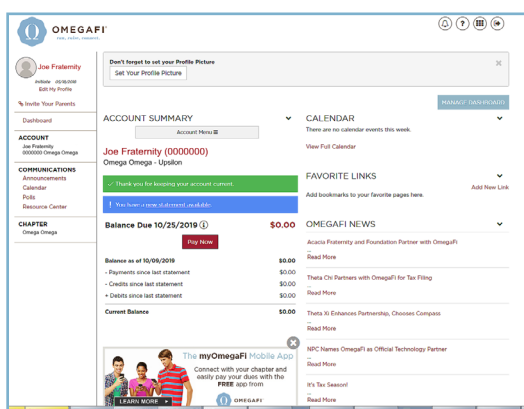 OMEGAFI
Joe Fraternity
Initiate 05/16/2018
Edit My Profile
Invite Your Parents
Dashboard
ACCOUNT
Joe Fraternity
0000000 Omega Omega
COMMUNICATIONS
Announcements
Calendar
Polls
Resource Center
CHAPTER
Omega Omega
Don't forget to set your Profile Picture
Set Your Profile Picture
MANAGE DASHBOARD
ACCOUNT SUMMARY
Account Menu
Joe Fraternity (0000000)
Omega Omega - Upsilon
Thank you for keeping your account current.
! You have a new statement available.
Balance Due 10/25/2019 $0.00
Pay Now
Balance as of 10/09/2019 $0.00
- Payments since last statement $0.00
- Credits since last statement $0.00
+ Debits since last statement $0.00
Current Balance $0.00
The myOmegaFi Mobile App
Connect with your chapter and
easily pay your dues with the
FREE app from
OMEGAFI
LEARN MORE
CALENDAR
There are no calendar events this week.
View Full Calendar
FAVORITE LINKS
Add New Link
Add bookmarks to your favorite pages here.
OMEGAFI NEWS
Acacia Fraternity and Foundation Partner with OmegaFi
...
Read More
Theta Chi Partners with OmegaFi for Tax Filing
...
Read More
Theta Xi Enhances Partnership, Chooses Compass
Read More
NPC Names OmegaFi as Official Technology Partner
...
Read More
It's Tax Season!
Read More